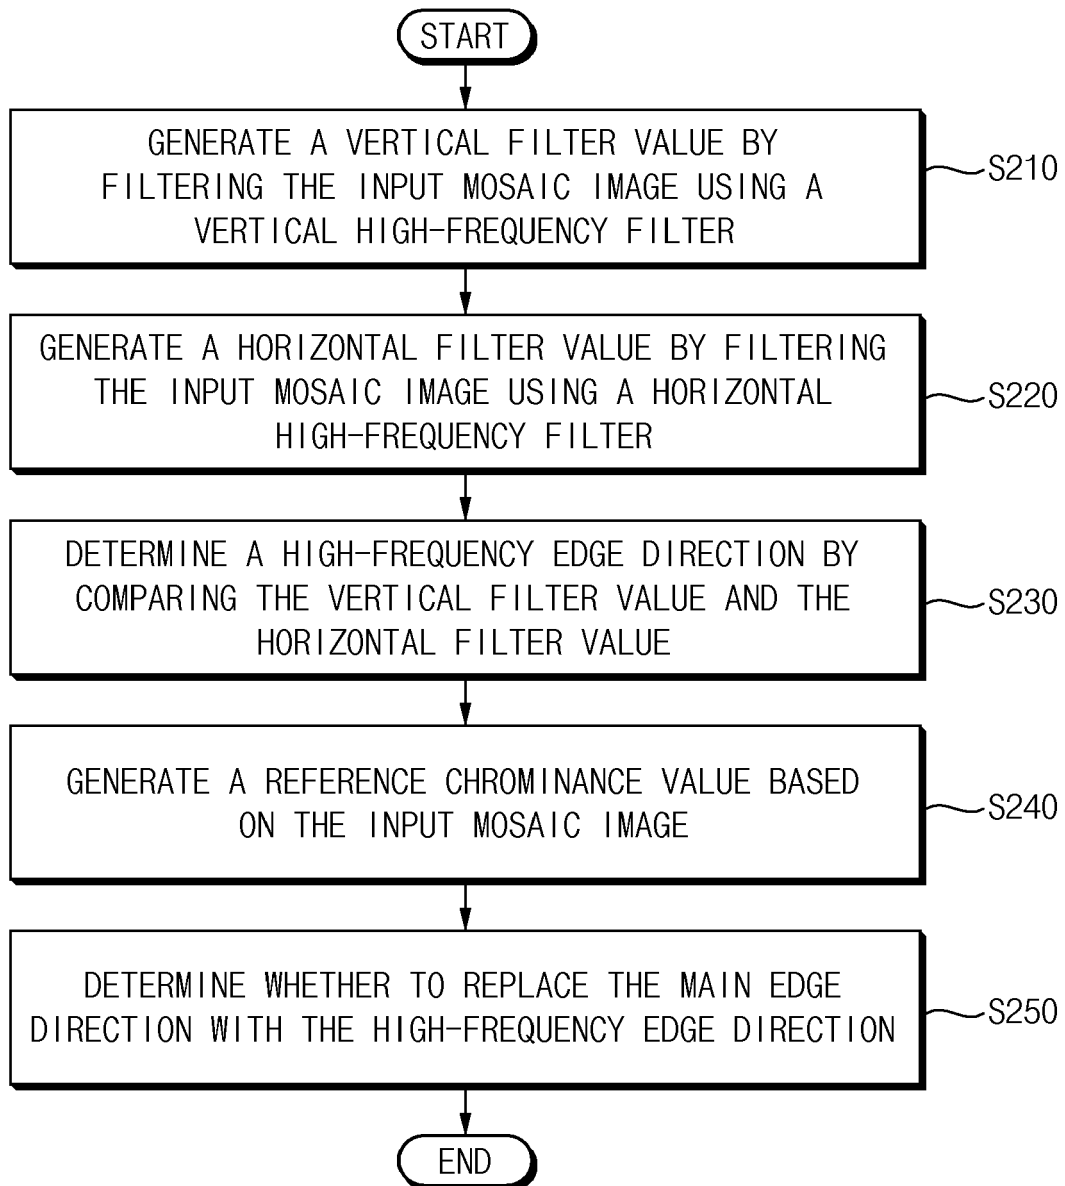 START
GENERATE A VERTICAL FILTER VALUE BY
FILTERING THE INPUT MOSAIC IMAGE USING A
VERTICAL HIGH-FREQUENCY FILTER
S210
GENERATE A HORIZONTAL FILTER VALUE BY FILTERING
THE INPUT MOSAIC IMAGE USING A HORIZONTAL
HIGH-FREQUENCY FILTER
S220
DETERMINE A HIGH-FREQUENCY EDGE DIRECTION BY
COMPARING THE VERTICAL FILTER VALUE AND THE
HORIZONTAL FILTER VALUE
S230
GENERATE A REFERENCE CHROMINANCE VALUE BASED
ON THE INPUT MOSAIC IMAGE
S240
DETERMINE WHETHER TO REPLACE THE MAIN EDGE
DIRECTION WITH THE HIGH-FREQUENCY EDGE DIRECTION
S250
END